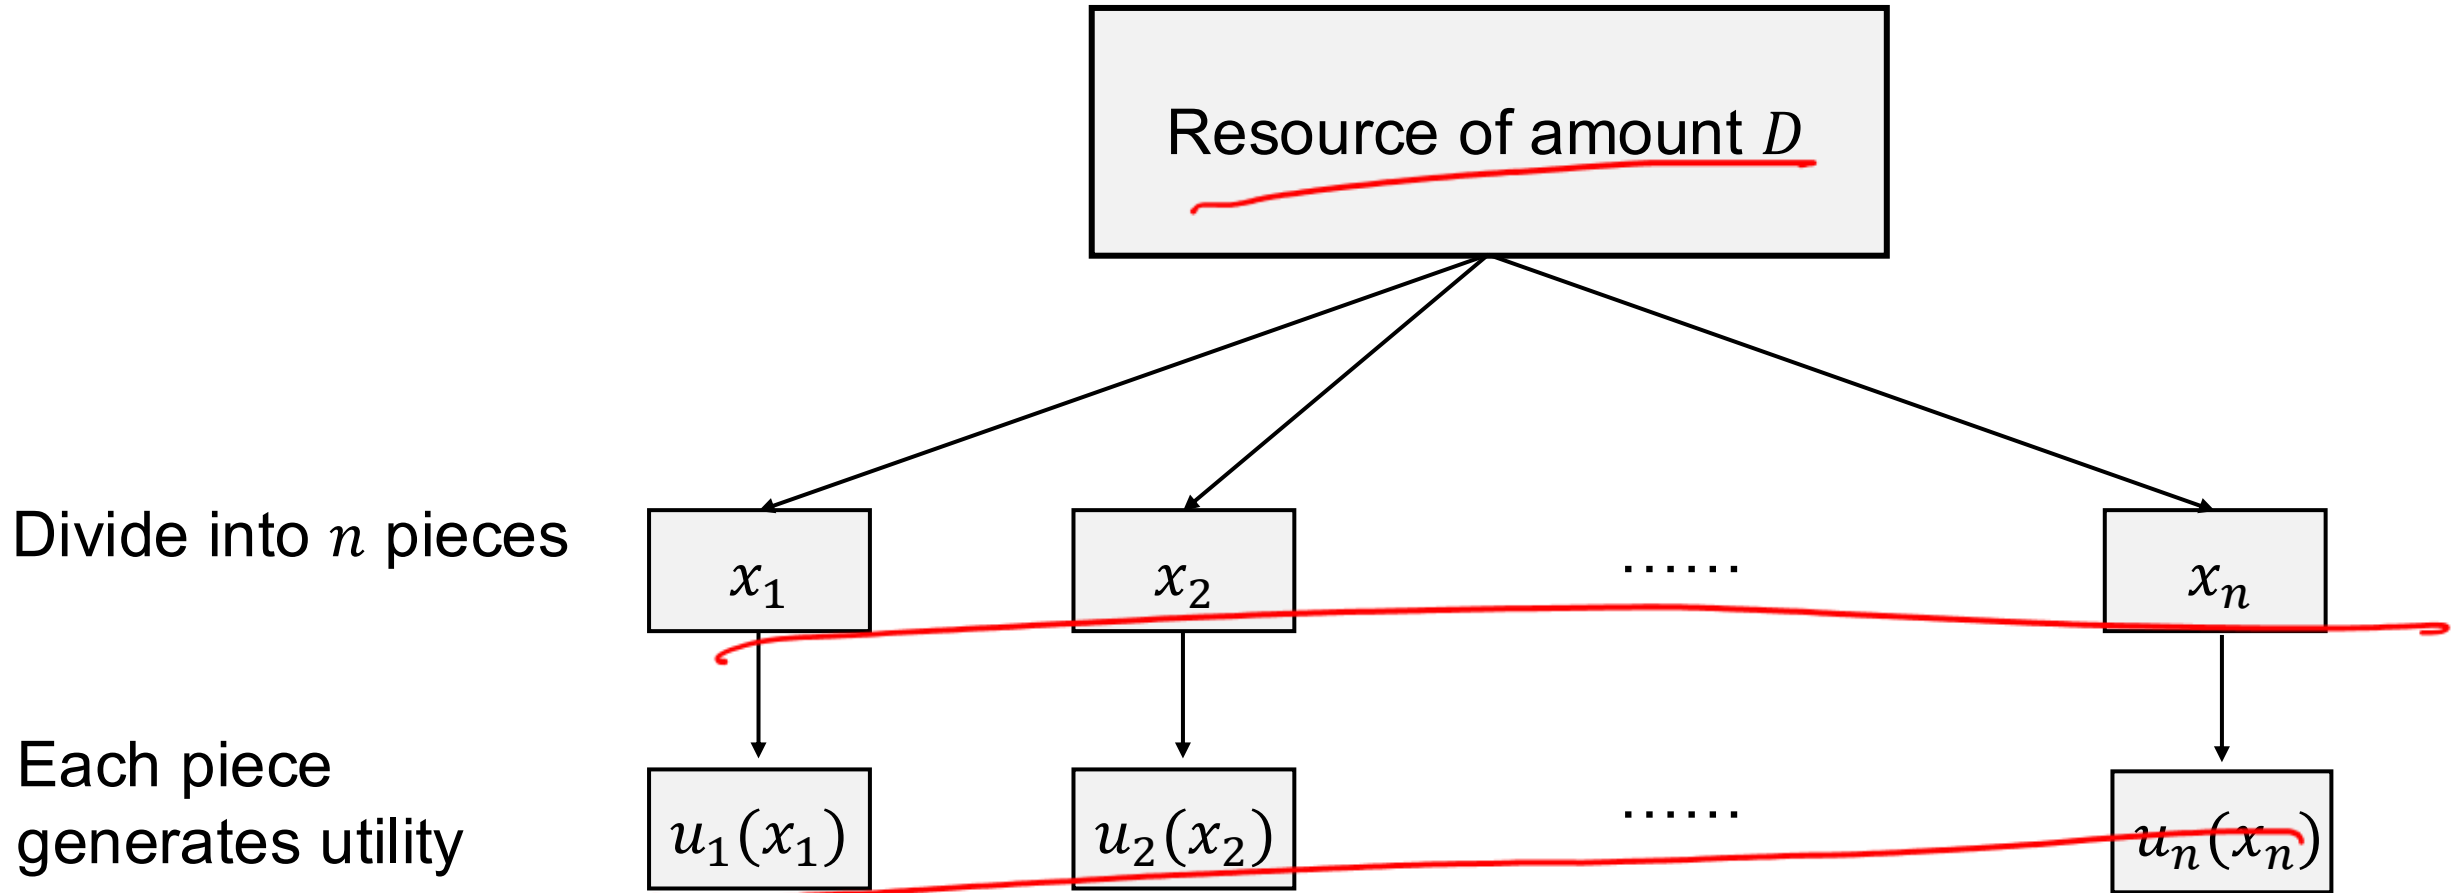 Resource of amount D
Divide into n pieces
x₁ x₂ ...... xₙ
Each piece
generates utility
u₁(x₁) u₂(x₂) ...... uₙ(xₙ)